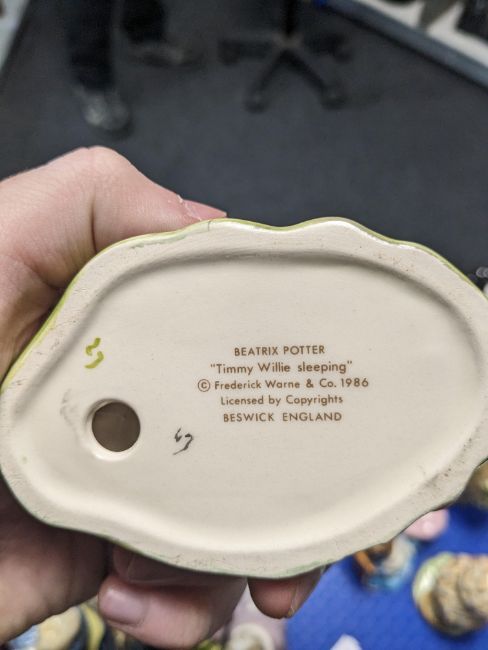 BEATRIX POTTER
"Timmy Willie sleeping"
© Frederick Warne & Co. 1986
Licensed by Copyrights
BESWICK ENGLAND